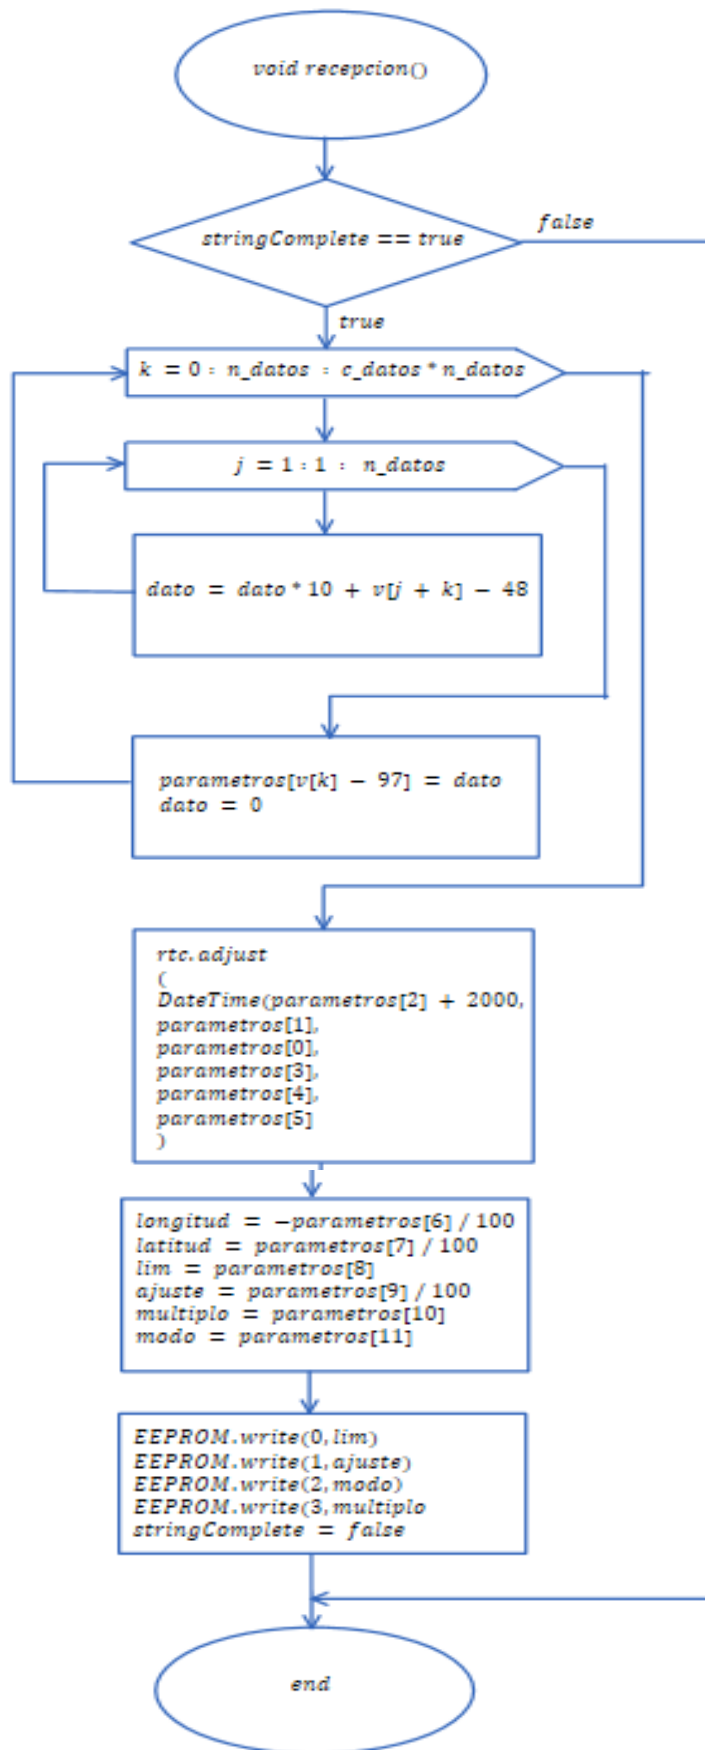 void recepcion()
stringComplete == true
false
true
k = 0 : n_datos : c_datos * n_datos
j = 1 : 1 : n_datos
dato = dato * 10 + v[j + k] − 48
parametros[v[k] − 97] = dato
dato = 0
rtc.adjust
(
DateTime(parametros[2] + 2000,
parametros[1],
parametros[0],
parametros[3],
parametros[4],
parametros[5]
)
longitud = −parametros[6] / 100
latitud = parametros[7] / 100
lim = parametros[8]
ajuste = parametros[9] / 100
multiplo = parametros[10]
modo = parametros[11]
EEPROM.write(0, lim)
EEPROM.write(1, ajuste)
EEPROM.write(2, modo)
EEPROM.write(3, multiplo
stringComplete = false
end